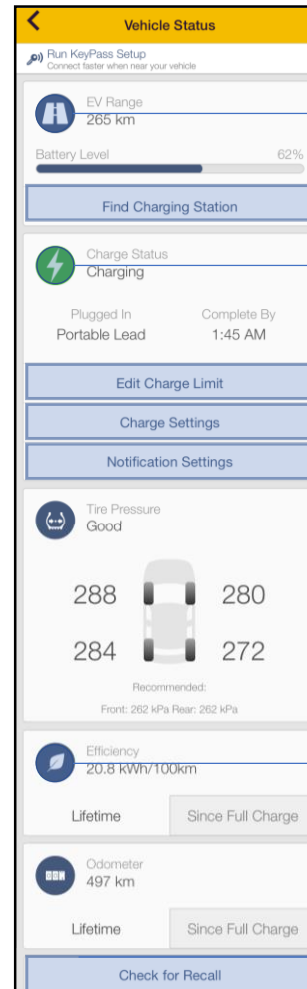 Vehicle Status
Run KeyPass Setup
Connect faster when near your vehicle
EV Range
265 km
Battery Level 62%
Find Charging Station
Charge Status
Charging
Plugged In Complete By
Portable Lead 1:45 AM
Edit Charge Limit
Charge Settings
Notification Settings
Tire Pressure
Good
288 280
284 272
Recommended:
Front: 262 kPa Rear: 262 kPa
Efficiency
20.8 kWh/100km
Lifetime Since Full Charge
Odometer
497 km
Lifetime Since Full Charge
Check for Recall